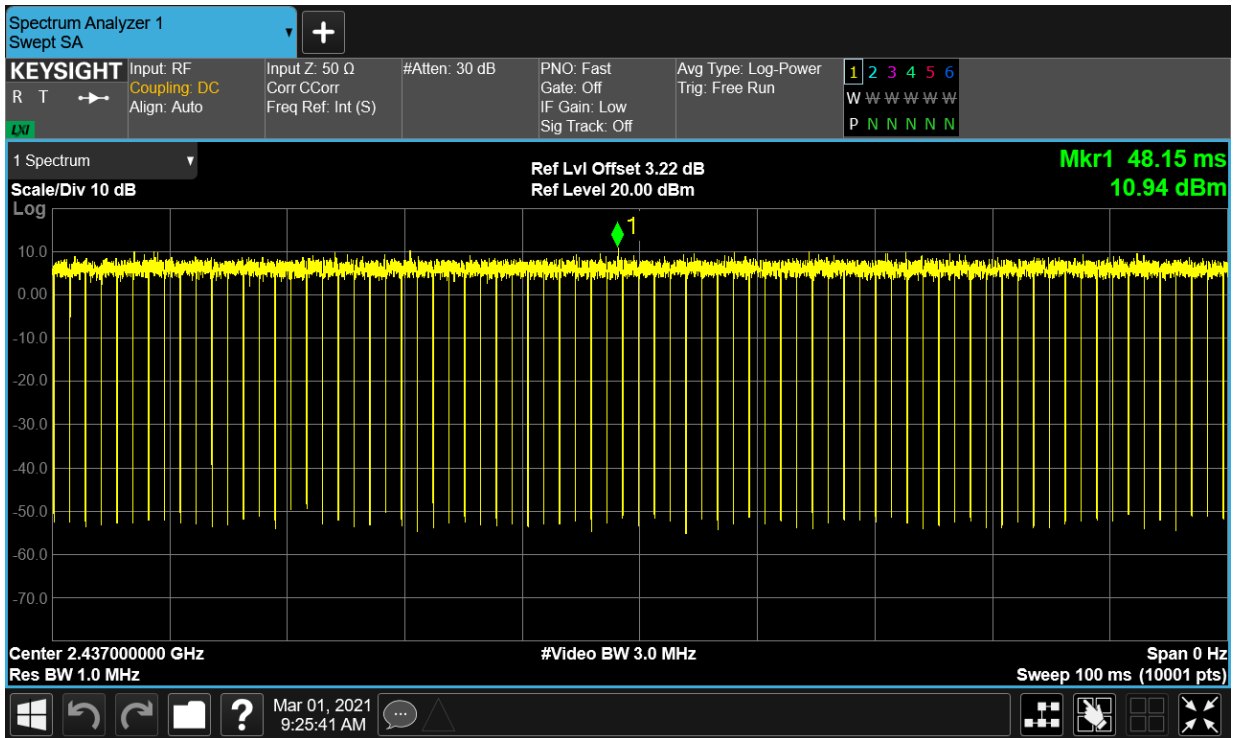 Spectrum Analyzer 1
Swept SA
KEYSIGHT Input: RF Input Z: 50 Ω #Atten: 30 dB PNO: Fast Avg Type: Log-Power 1 2 3 4 5 6
R T Coupling: DC Corr CCorr Gate: Off Trig: Free Run W W W W W W
Align: Auto Freq Ref: Int (S) IF Gain: Low
LXI Sig Track: Off P N N N N N
1 Spectrum Ref Lvl Offset 3.22 dB Mkr1 48.15 ms
Scale/Div 10 dB Ref Level 20.00 dBm 10.94 dBm
Log
1
10.0
0.00
-10.0
-20.0
-30.0
-40.0
-50.0
-60.0
-70.0
Center 2.437000000 GHz #Video BW 3.0 MHz Span 0 Hz
Res BW 1.0 MHz Sweep 100 ms (10001 pts)
? Mar 01, 2021
9:25:41 AM